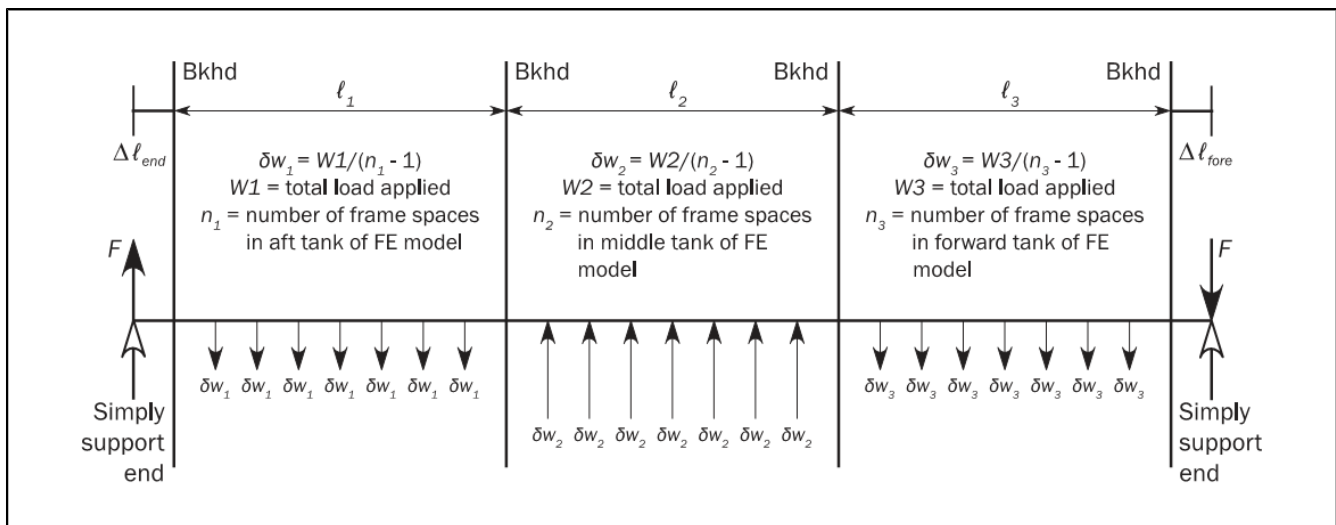 Bkhd
Bkhd
Bkhd
Bkhd
ℓ₁
ℓ₂
ℓ₃
Δℓ_end
δw₁ = W1/(n₁ - 1)
W1 = total load applied
n₁ = number of frame spaces
in aft tank of FE model
δw₂ = W2/(n₂ - 1)
W2 = total load applied
n₂ = number of frame spaces
in middle tank of FE
model
δw₃ = W3/(n₃ - 1)
W3 = total load applied
n₃ = number of frame spaces
in forward tank of FE
model
Δℓ_fore
F
F
δw₁ δw₁ δw₁ δw₁ δw₁ δw₁ δw₁
δw₂ δw₂ δw₂ δw₂ δw₂ δw₂ δw₂
δw₃ δw₃ δw₃ δw₃ δw₃ δw₃ δw₃
Simply
support
end
Simply
support
end